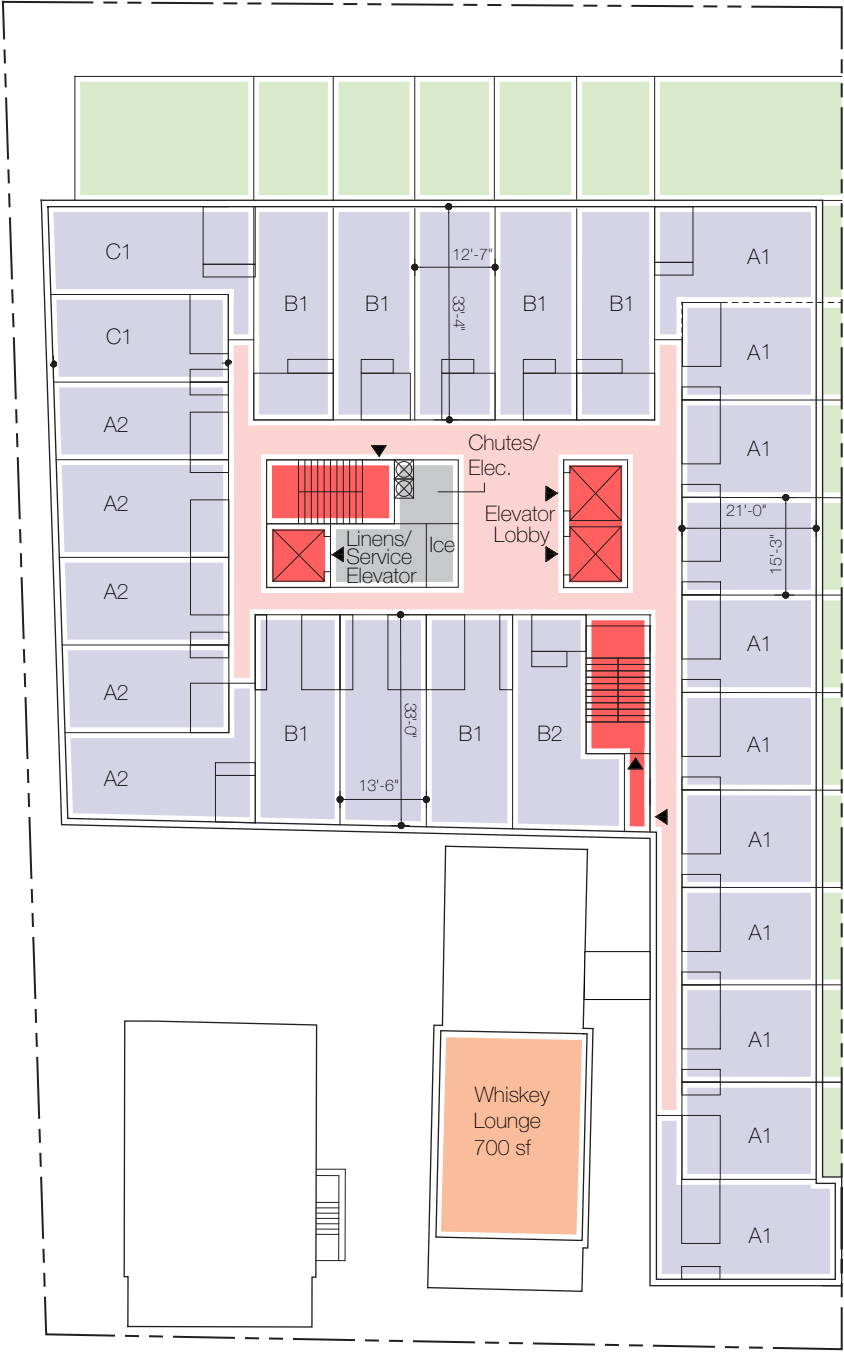 C1
A1
12'-7"
B1
B1
B1
B1
33'-4"
C1
A1
A2
Chutes/
Elec.
A1
A2
Elevator
Lobby
21'-0"
15'-3"
Linens/
Service
Elevator
Ice
A2
A1
A2
33'-0"
B1
B1
B2
A1
A2
13'-6"
A1
A1
A1
Whiskey
Lounge
700 sf
A1
A1